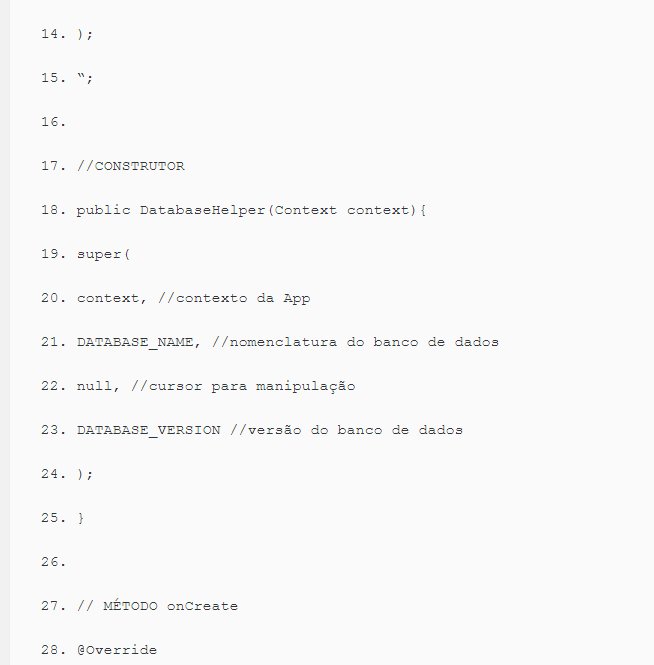 14. );
15. “;
16.
17. //CONSTRUTOR
18. public DatabaseHelper(Context context){
19. super(
20. context, //contexto da App
21. DATABASE_NAME, //nomenclatura do banco de dados
22. null, //cursor para manipulação
23. DATABASE_VERSION //versão do banco de dados
24. );
25. }
26.
27. // MÉTODO onCreate
28. @Override